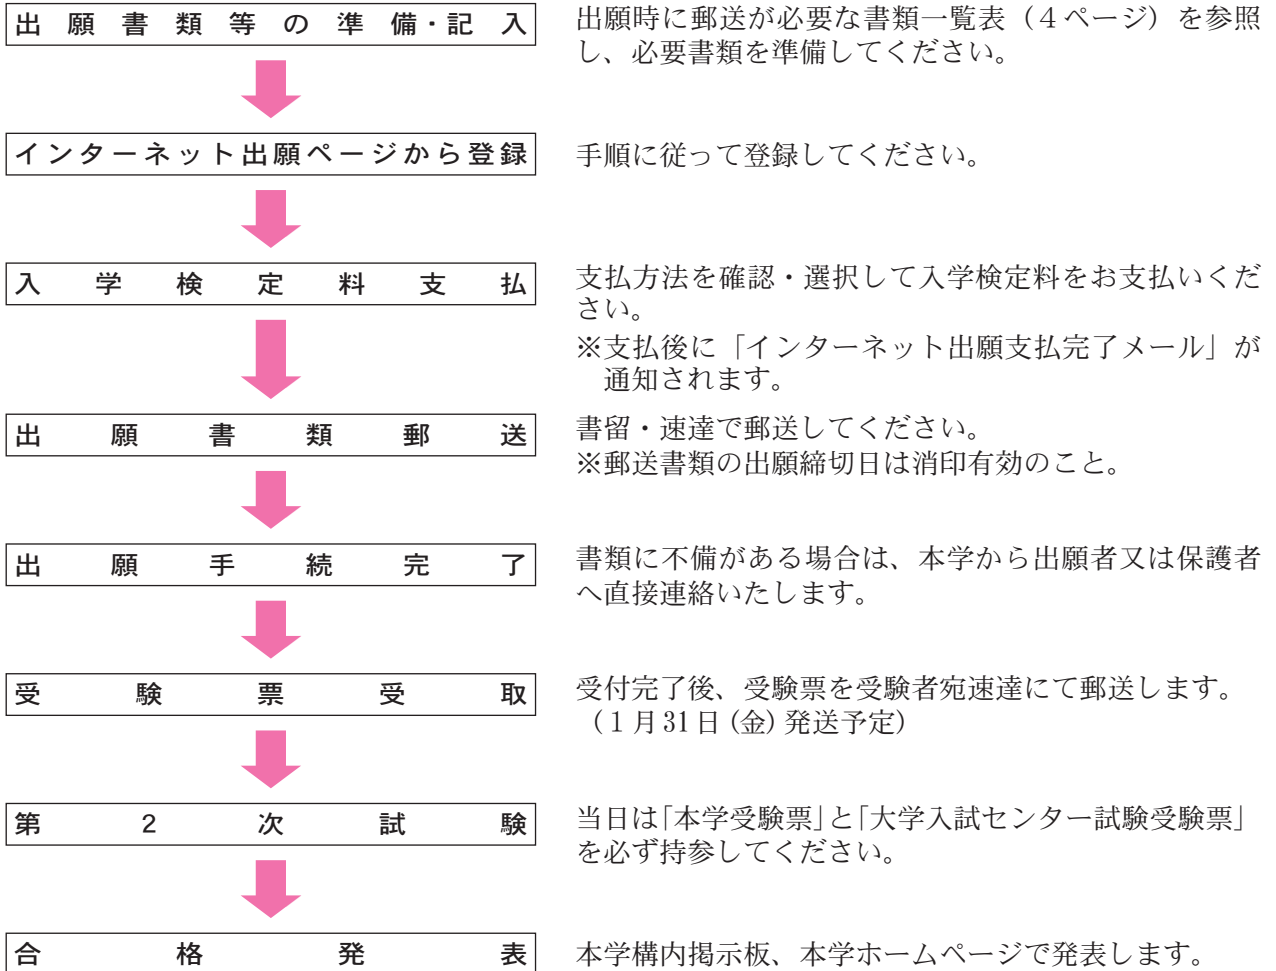 出願書類等の準備・記入
出願時に郵送が必要な書類一覧表（４ページ）を参照
し、必要書類を準備してください。
インターネット出願ページから登録
手順に従って登録してください。
入学検定料支払
支払方法を確認・選択して入学検定料をお支払いくだ
さい。
※支払後に「インターネット出願支払完了メール」が
通知されます。
出願書類郵送
書留・速達で郵送してください。
※郵送書類の出願締切日は消印有効のこと。
出願手続完了
書類に不備がある場合は、本学から出願者又は保護者
へ直接連絡いたします。
受験票受取
受付完了後、受験票を受験者宛速達にて郵送します。
（１月31日(金)発送予定）
第２次試験
当日は「本学受験票」と「大学入試センター試験受験票」
を必ず持参してください。
合格発表
本学構内掲示板、本学ホームページで発表します。